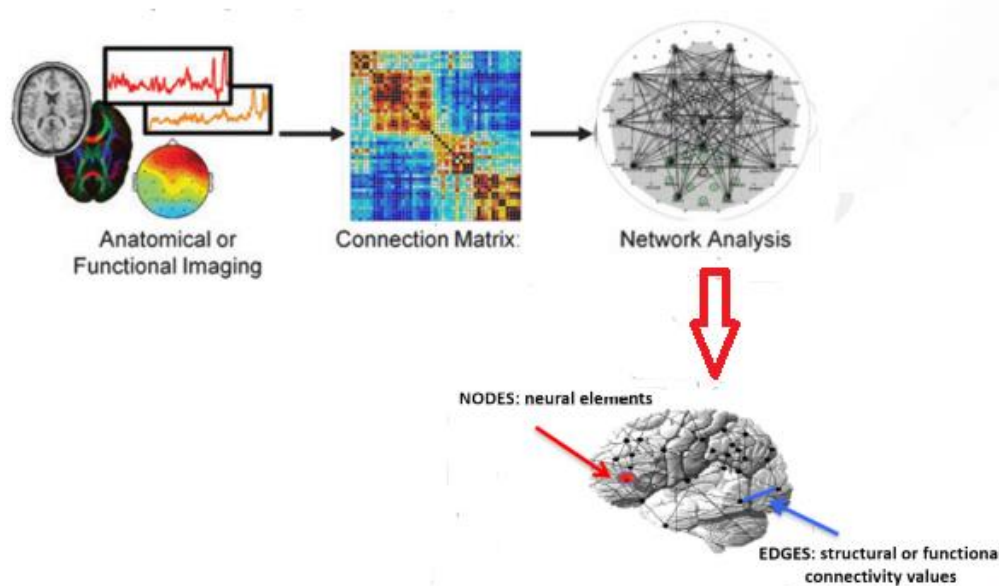 Anatomical or
Functional Imaging
Connection Matrix:
Network Analysis
NODES: neural elements
EDGES: structural or functiona
connectivity values